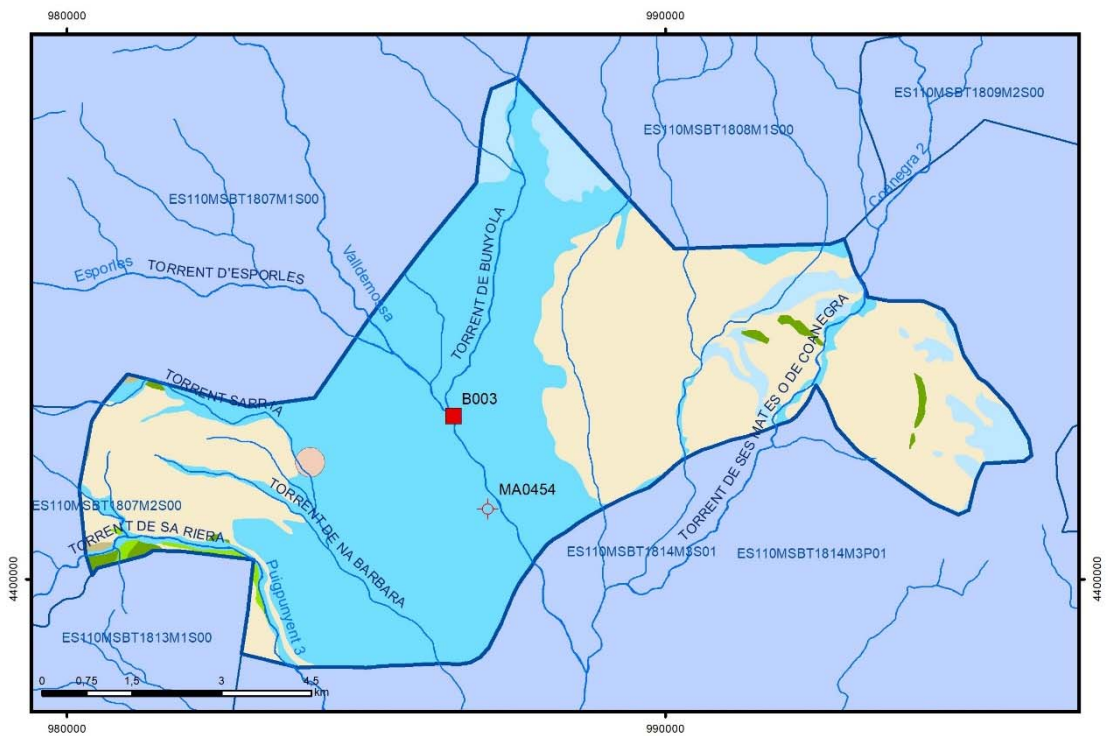 980000
990000
ES110MSBT1809M2S00
ES110MSBT1808M1S00
Coanegra 2
ES110MSBT1807M1S00
TORRENT DE BUNYOLA
Valldemossa
Esporles
TORRENT D'ESPORLES
TORRENT DE SES MATES O DE COANEGRA
TORRENT SARRIA
B003
MA0454
ES110MSBT1807M2S00
TORRENT DE SA RIERA
TORRENT DE NA BARBARA
ES110MSBT1814M3S01
ES110MSBT1814M3P01
4400000
4400000
Puigpunyent 3
ES110MSBT1813M1S00
0 0,75 1,5 3 4,5
km
980000
990000